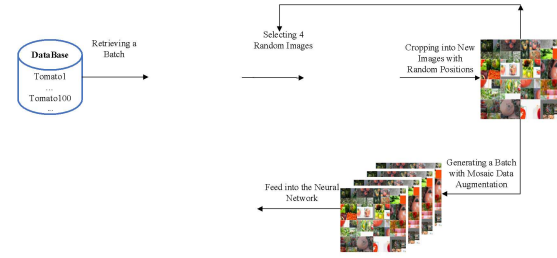 DataBase
Tomato1
....
Tomato100
...
Retrieving a
Batch
Selecting 4
Random Images
Cropping into New
Images with
Random Positions
Generating a Batch
with Mosaic Data
Augmentation
Feed into the Neural
Network